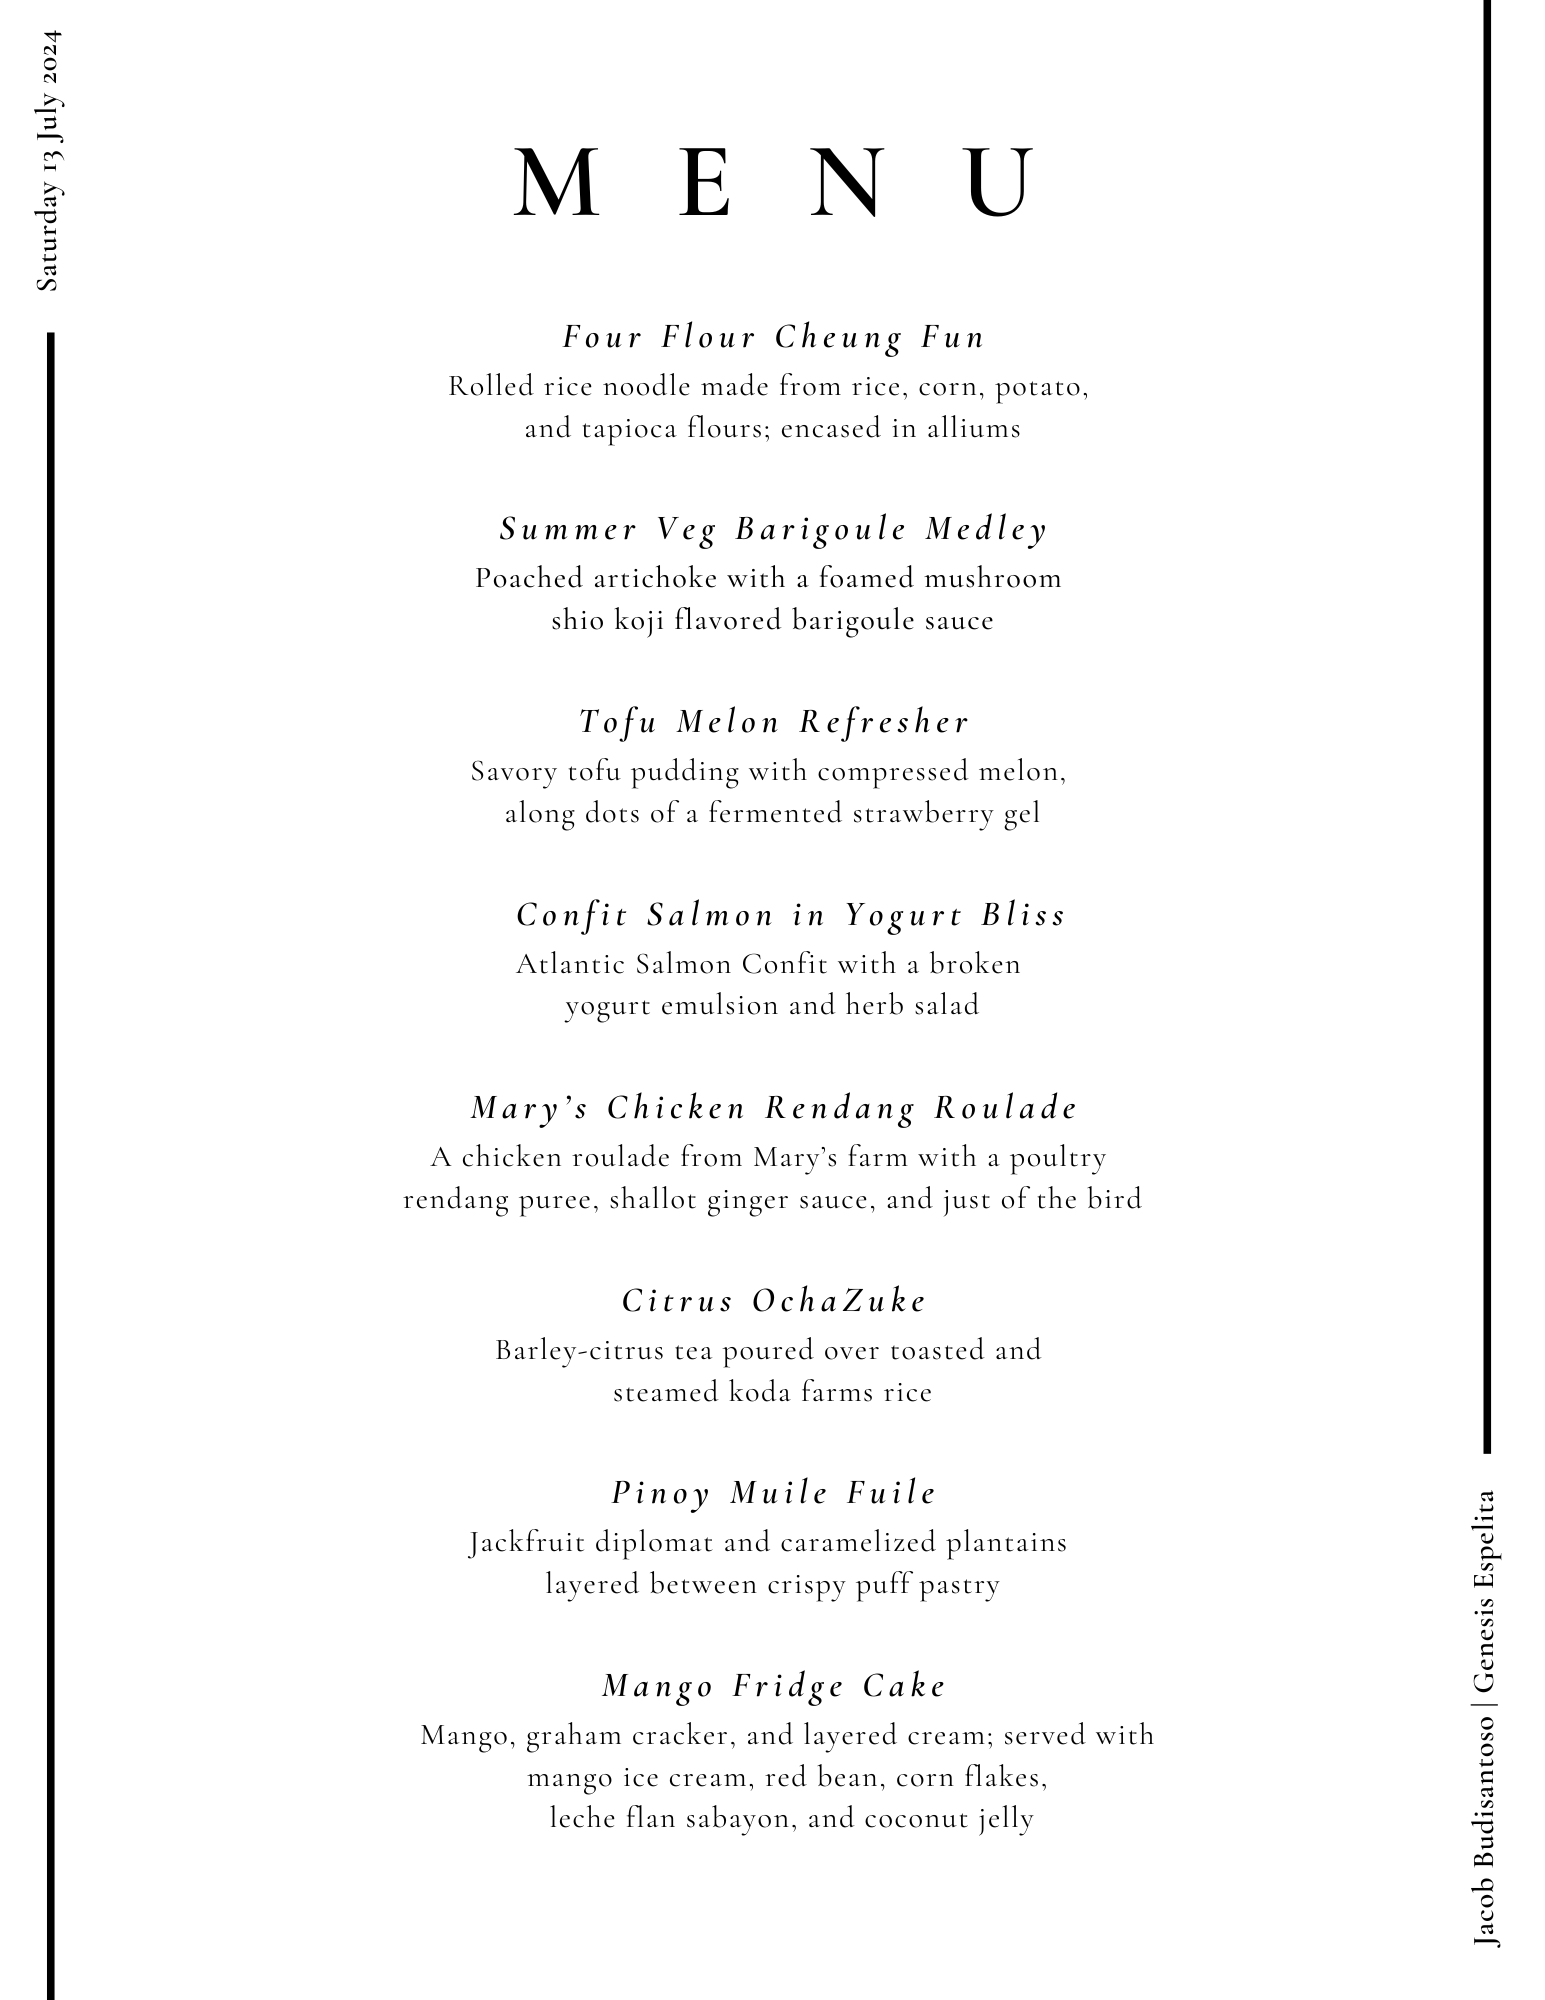 Saturday 13 July 2024
MENU
Four Flour Cheung Fun
Rolled rice noodle made from rice, corn, potato,
and tapioca flours; encased in alliums
Summer Veg Barigoule Medley
Poached artichoke with a foamed mushroom
shio koji flavored barigoule sauce
Tofu Melon Refresher
Savory tofu pudding with compressed melon,
along dots of a fermented strawberry gel
Confit Salmon in Yogurt Bliss
Atlantic Salmon Confit with a broken
yogurt emulsion and herb salad
Mary’s Chicken Rendang Roulade
A chicken roulade from Mary’s farm with a poultry
rendang puree, shallot ginger sauce, and just of the bird
Citrus OchaZuke
Barley-citrus tea poured over toasted and
steamed koda farms rice
Pinoy Muile Fuile
Jackfruit diplomat and caramelized plantains
layered between crispy puff pastry
Mango Fridge Cake
Mango, graham cracker, and layered cream; served with
mango ice cream, red bean, corn flakes,
leche flan sabayon, and coconut jelly
Jacob Budisantoso | Genesis Espelita